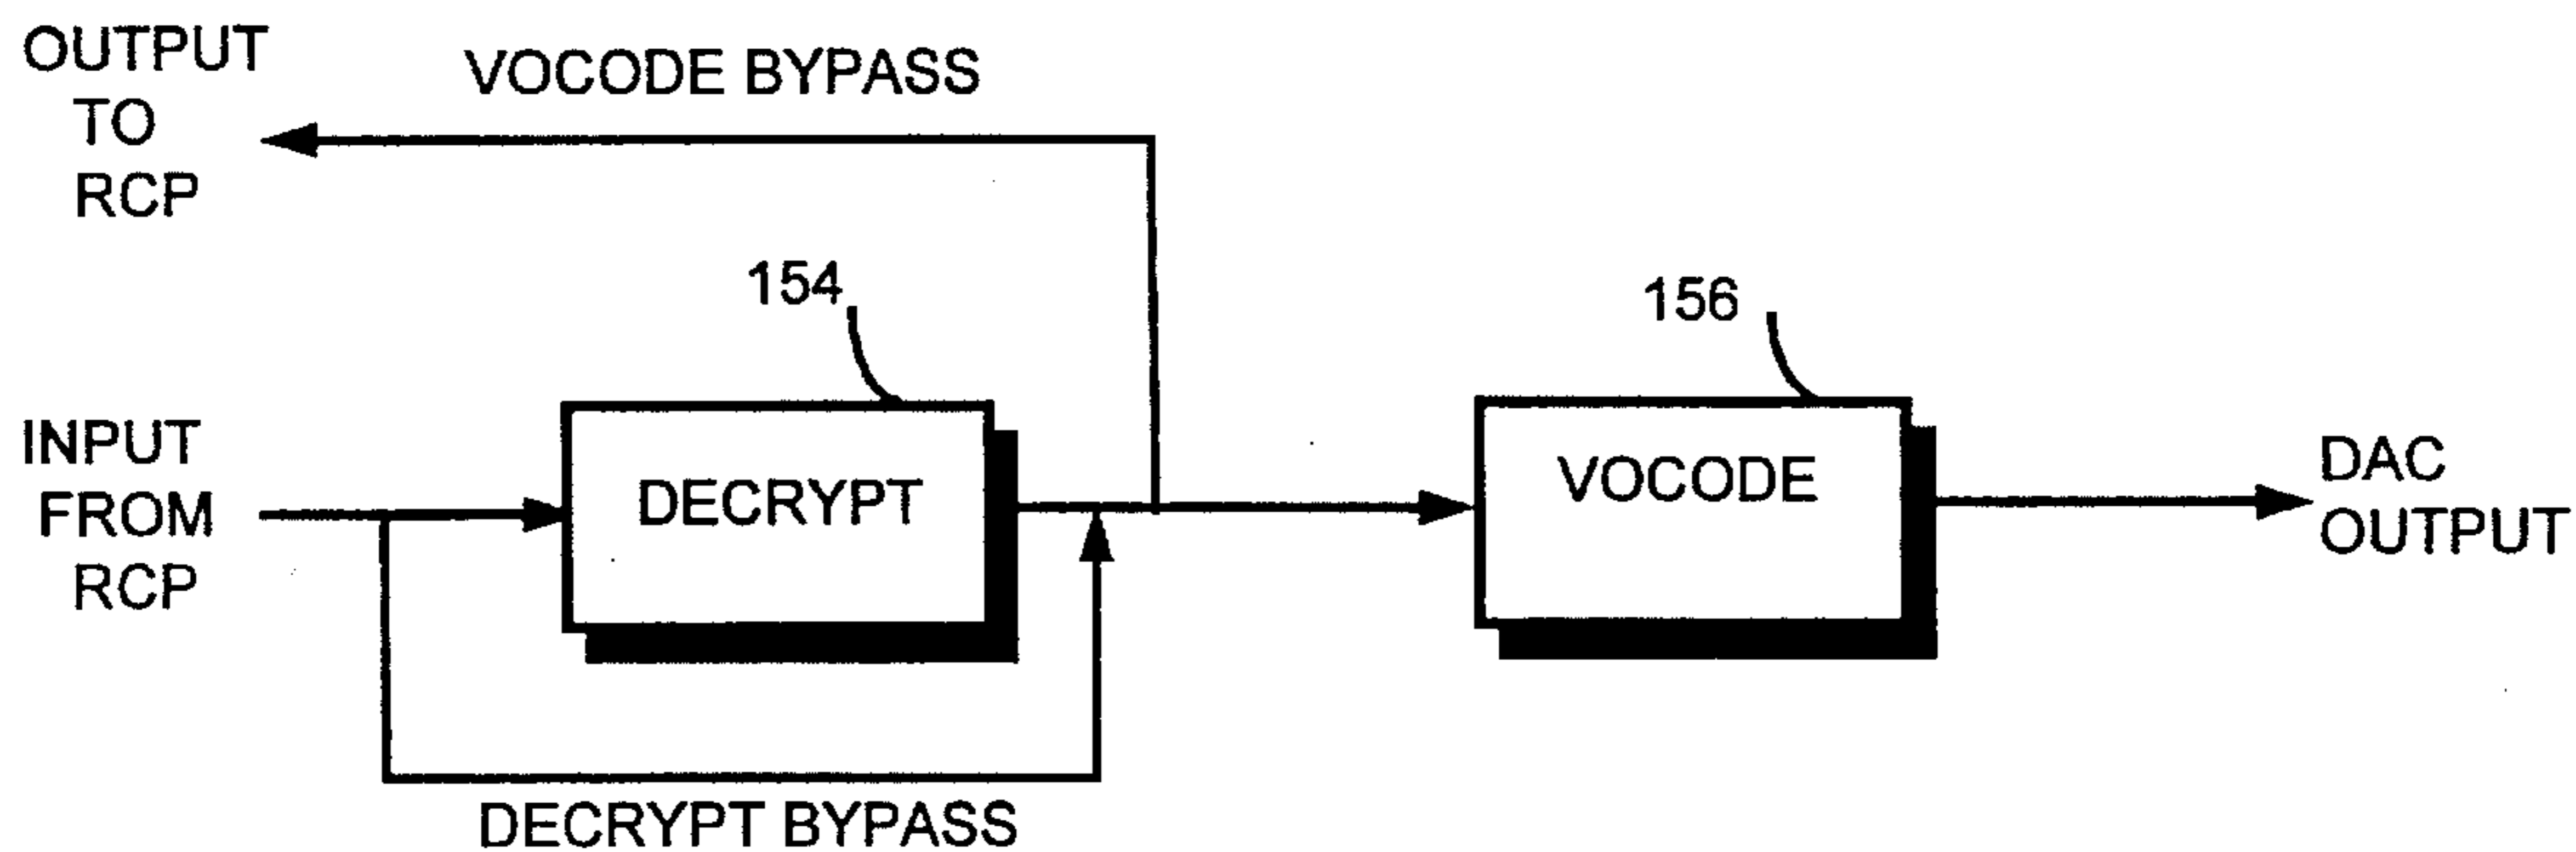 OUTPUT
TO
RCP
VOCODE BYPASS
154
156
INPUT
FROM
RCP
DECRYPT
VOCODE
DAC
OUTPUT
DECRYPT BYPASS